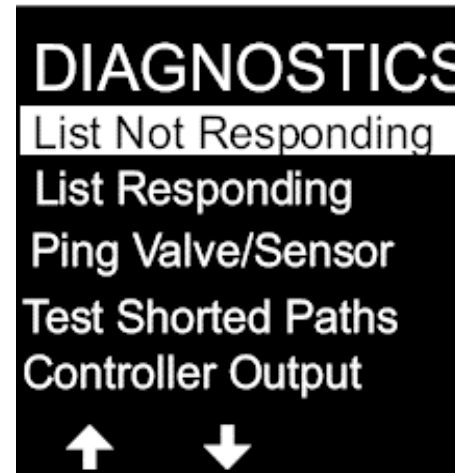 DIAGNOSTICS
List Not Responding
List Responding
Ping Valve/Sensor
Test Shorted Paths
Controller Output